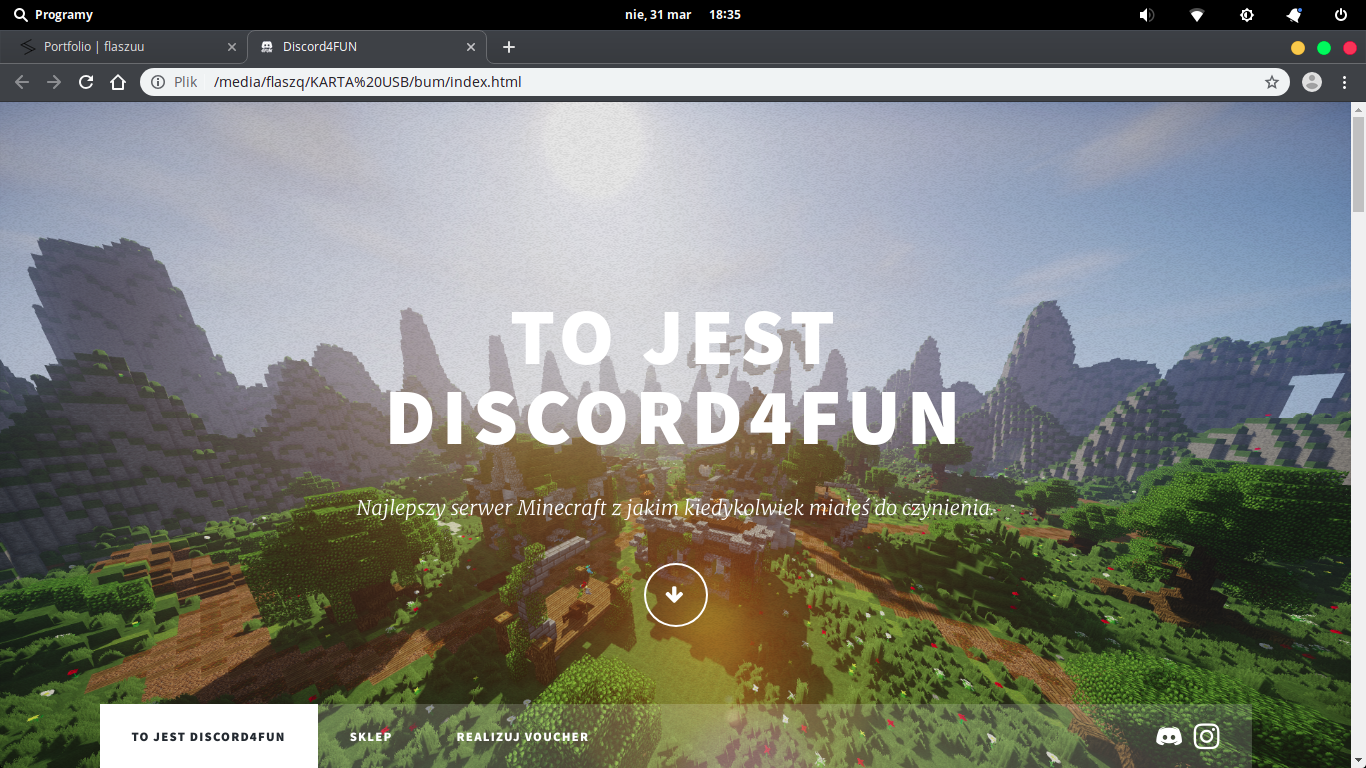 Programy
nie, 31 mar 18:35
Portfolio | flaszuu
Discord4FUN
Plik /media/flaszq/KARTA%20USB/bum/index.html
TO JEST
DISCORD4FUN
Najlepszy serwer Minecraft z jakim kiedykolwiek miałeś do czynienia.
TO JEST DISCORD4FUN
SKLEP
REALIZUJ VOUCHER